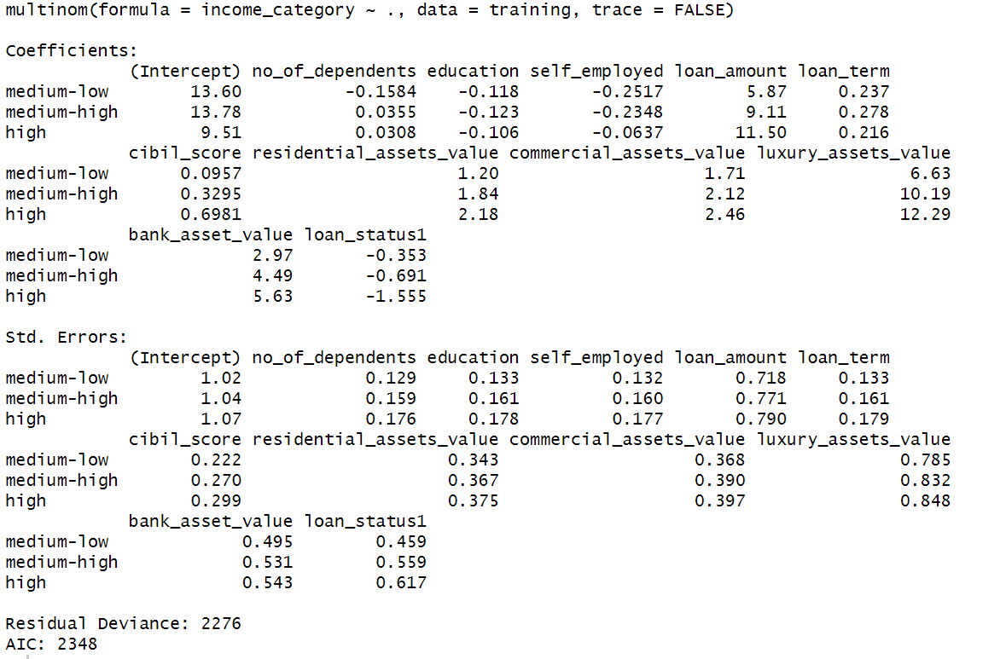 multinom(formula = income_category ~ ., data = training, trace = FALSE)

Coefficients:
            (Intercept) no_of_dependents education self_employed loan_amount loan_term
medium-low        13.60          -0.1584    -0.118       -0.2517        5.87     0.237
medium-high       13.78           0.0355    -0.123       -0.2348        9.11     0.278
high               9.51           0.0308    -0.106       -0.0637       11.50     0.216
            cibil_score residential_assets_value commercial_assets_value luxury_assets_value
medium-low       0.0957                     1.20                    1.71                6.63
medium-high      0.3295                     1.84                    2.12               10.19
high             0.6981                     2.18                    2.46               12.29
            bank_asset_value loan_status1
medium-low              2.97       -0.353
medium-high             4.49       -0.691
high                    5.63       -1.555

Std. Errors:
            (Intercept) no_of_dependents education self_employed loan_amount loan_term
medium-low         1.02            0.129     0.133         0.132       0.718     0.133
medium-high        1.04            0.159     0.161         0.160       0.771     0.161
high               1.07            0.176     0.178         0.177       0.790     0.179
            cibil_score residential_assets_value commercial_assets_value luxury_assets_value
medium-low        0.222                    0.343                   0.368               0.785
medium-high       0.270                    0.367                   0.390               0.832
high              0.299                    0.375                   0.397               0.848
            bank_asset_value loan_status1
medium-low             0.495        0.459
medium-high            0.531        0.559
high                   0.543        0.617

Residual Deviance: 2276
AIC: 2348